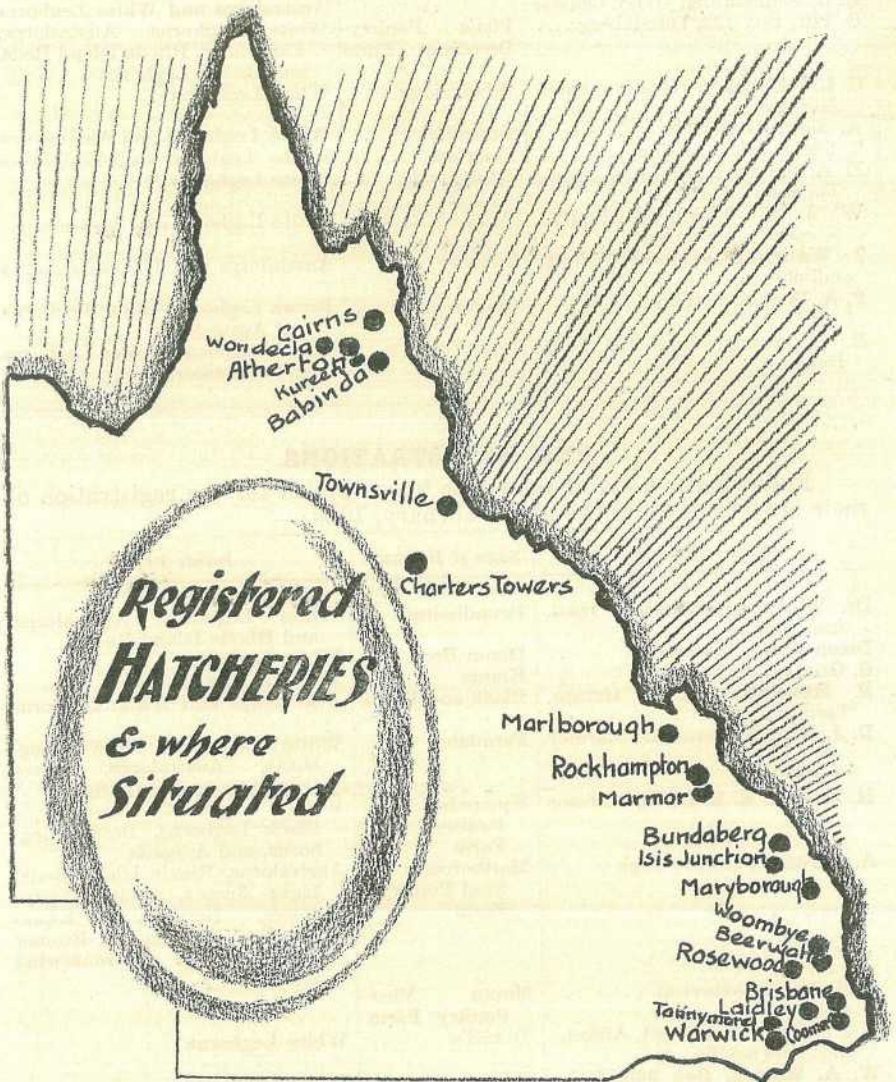 Cairns
Wondecla
Atherton
Kureen
Babinda
Townsville
Charters Towers
Registered
HATCHERIES
& where
Situated
Marlborough
Rockhampton
Marmor
Bundaberg
Isis Junction
Maryborough
Woombye
Beerwah
Rosewood
Brisbane
Laidley
Coomera
Warwick